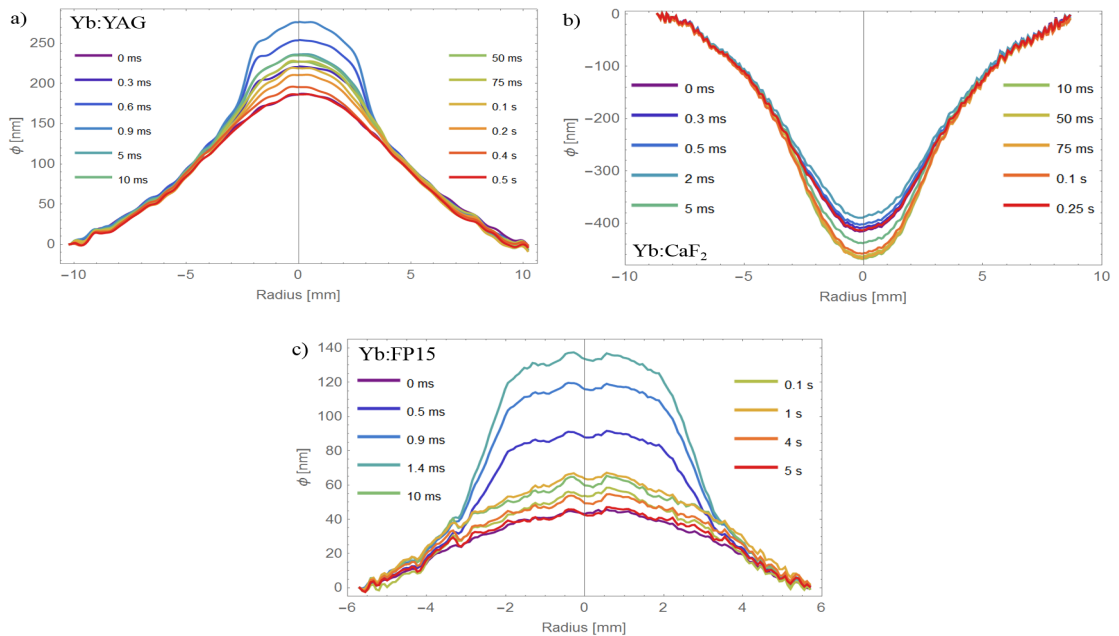 a)
Yb:YAG
250
200
150
100
50
0
ϕ [nm]
0 ms
0.3 ms
0.6 ms
0.9 ms
5 ms
10 ms
50 ms
75 ms
0.1 s
0.2 s
0.4 s
0.5 s
−10 −5 0 5 10
Radius [mm]
b)
0
−100
−200
−300
−400
ϕ [nm]
0 ms
0.3 ms
0.5 ms
2 ms
5 ms
10 ms
50 ms
75 ms
0.1 s
0.25 s
Yb:CaF₂
−10 −5 0 5 10
Radius [mm]
c)
Yb:FP15
140
120
100
80
60
40
20
0
ϕ [nm]
0 ms
0.5 ms
0.9 ms
1.4 ms
10 ms
0.1 s
1 s
4 s
5 s
−6 −4 −2 0 2 4 6
Radius [mm]